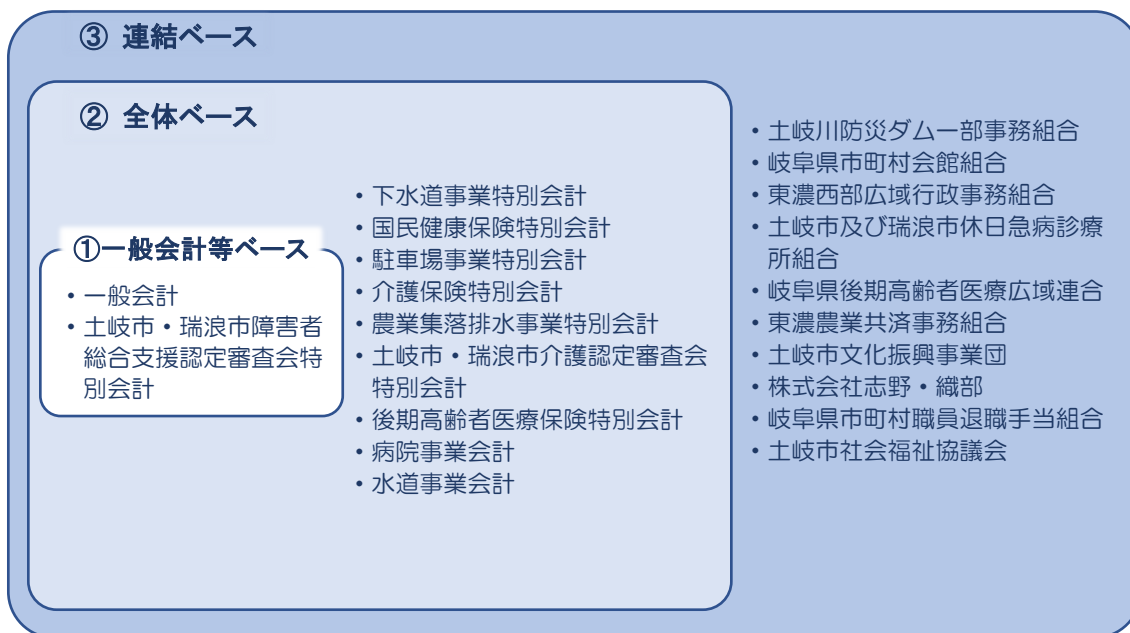 ③ 連結ベース
② 全体ベース
①一般会計等ベース
・一般会計
・土岐市・瑞浪市障害者
総合支援認定審査会特
別会計
・下水道事業特別会計
・国民健康保険特別会計
・駐車場事業特別会計
・介護保険特別会計
・農業集落排水事業特別会計
・土岐市・瑞浪市介護認定審査会
特別会計
・後期高齢者医療保険特別会計
・病院事業会計
・水道事業会計
・土岐川防災ダム一部事務組合
・岐阜県市町村会館組合
・東濃西部広域行政事務組合
・土岐市及び瑞浪市休日急病診療
所組合
・岐阜県後期高齢者医療広域連合
・東濃農業共済事務組合
・土岐市文化振興事業団
・株式会社志野・織部
・岐阜県市町村職員退職手当組合
・土岐市社会福祉協議会